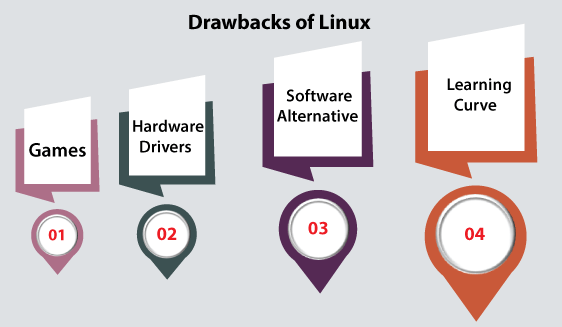 Drawbacks of Linux
Games
01
Hardware
Drivers
02
Software
Alternative
03
Learning
Curve
04